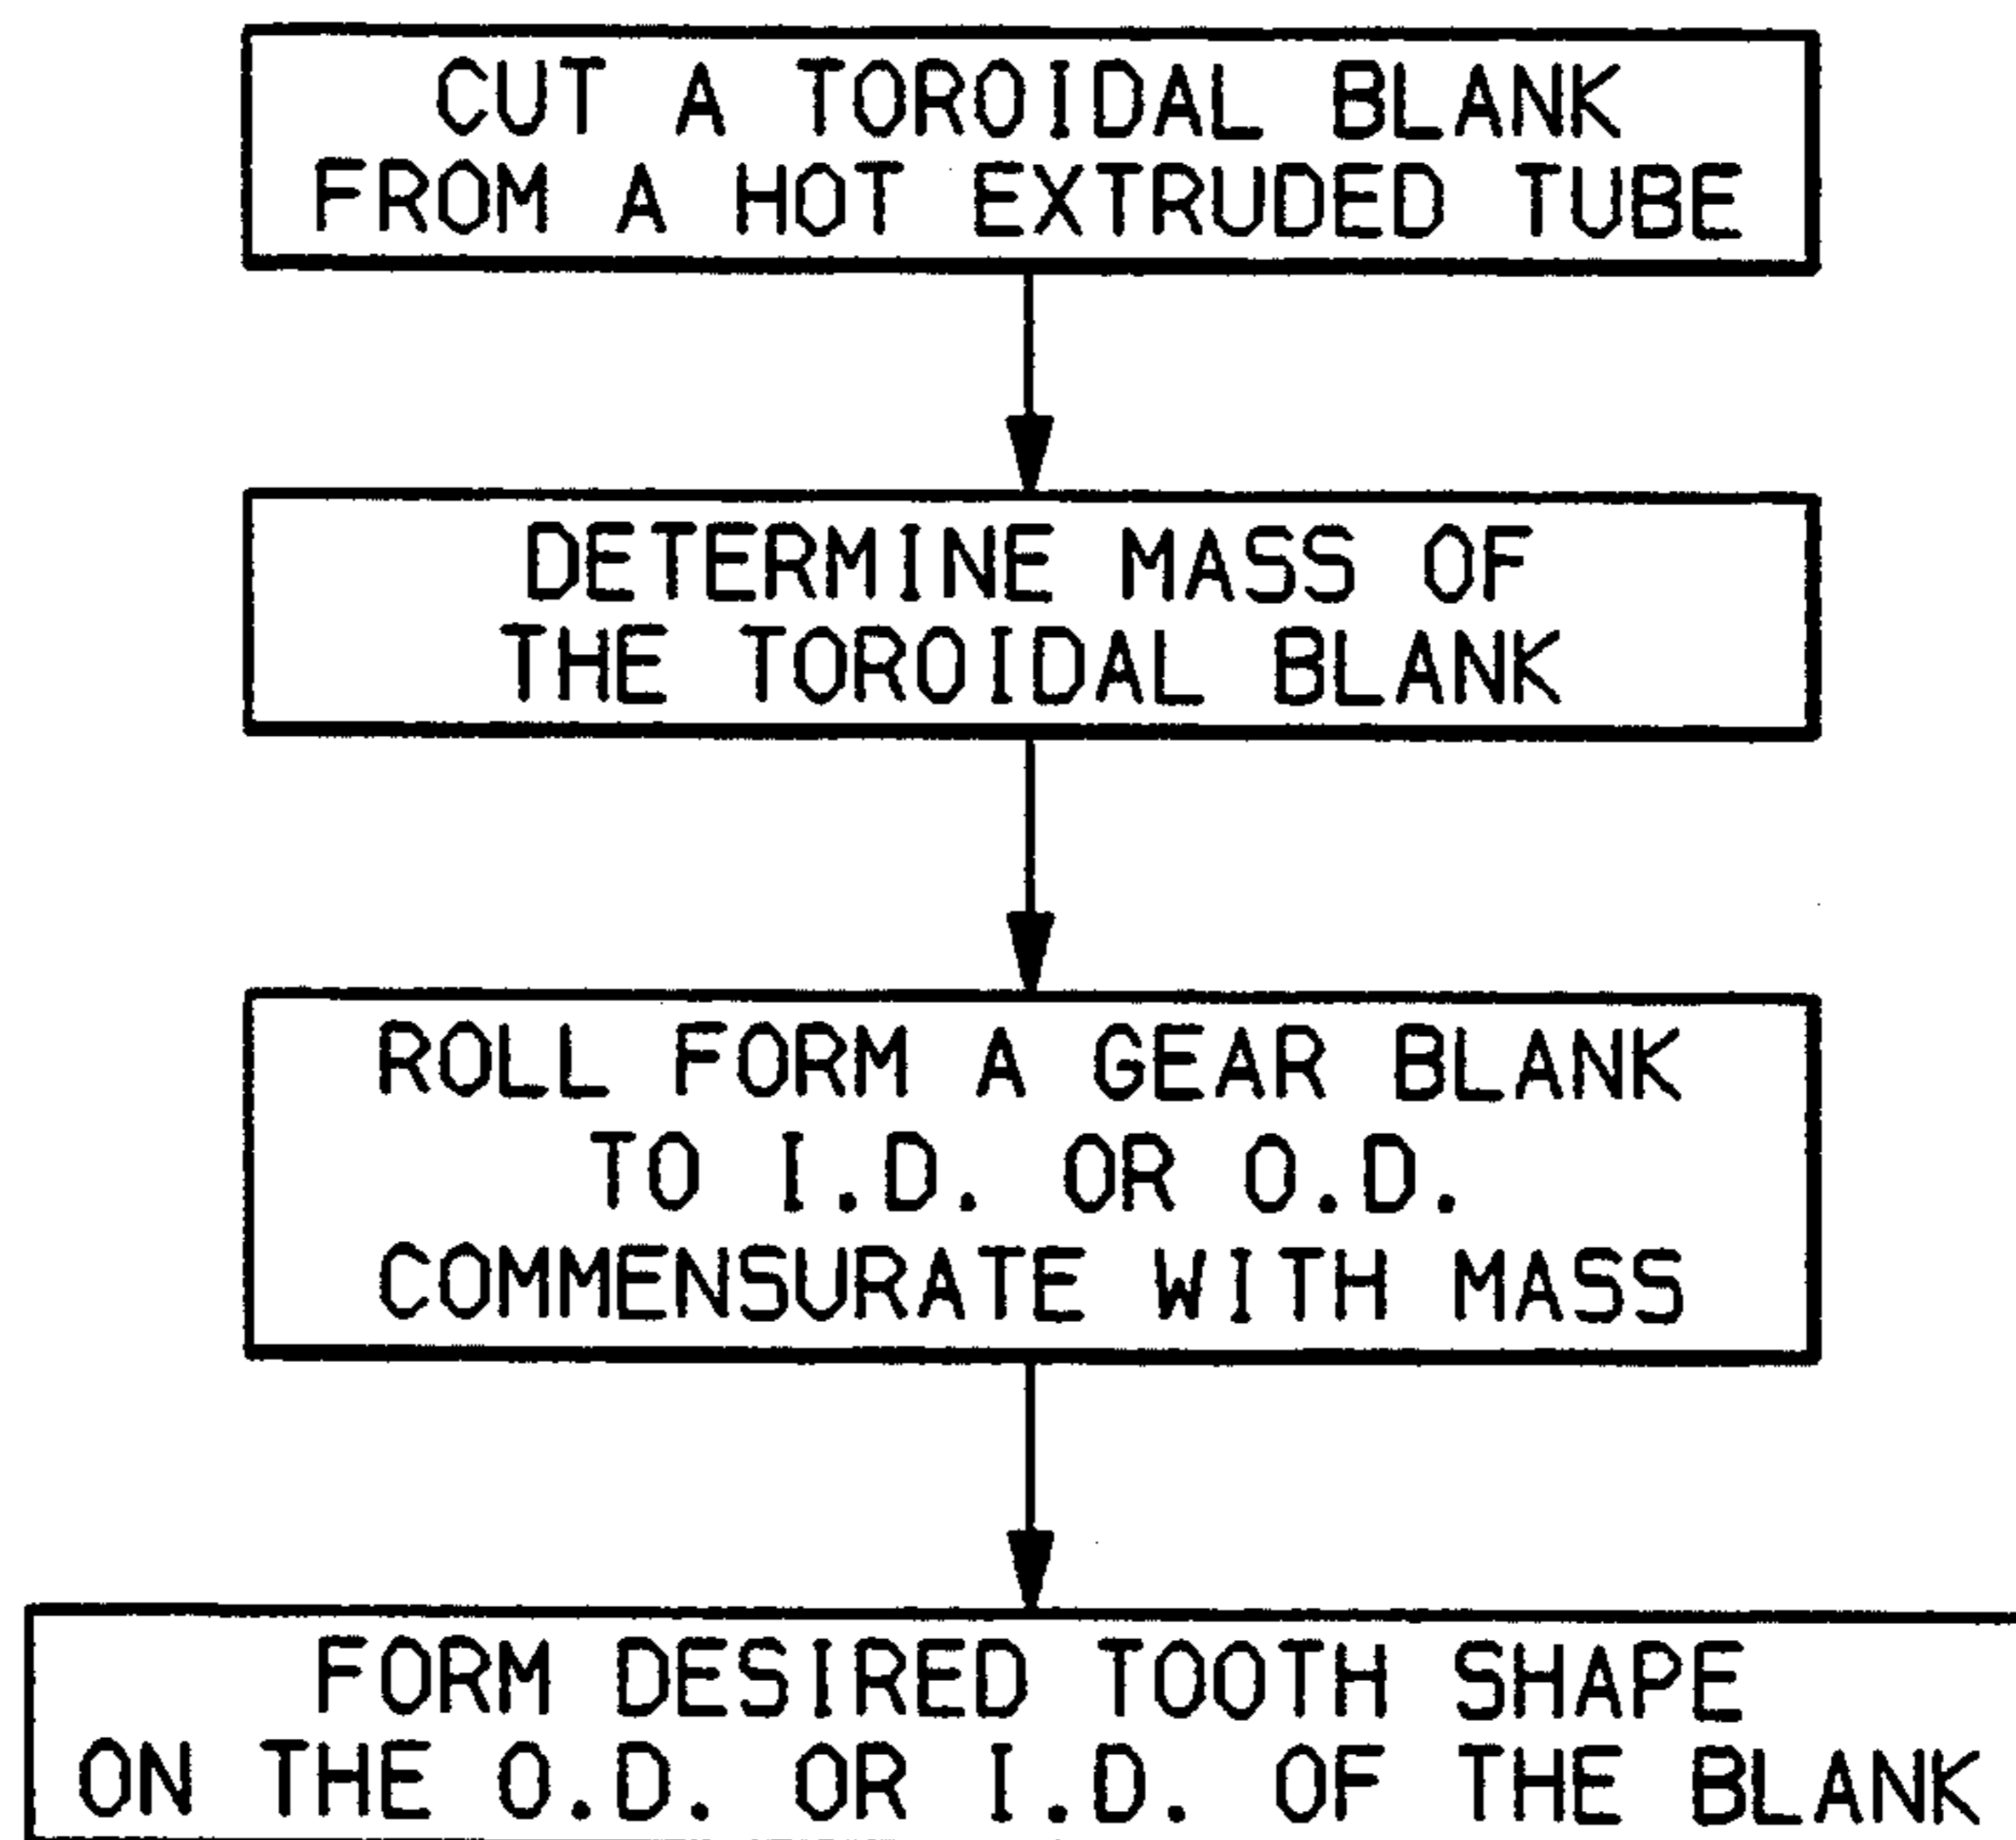 CUT A TOROIDAL BLANK
FROM A HOT EXTRUDED TUBE
DETERMINE MASS OF
THE TOROIDAL BLANK
ROLL FORM A GEAR BLANK
TO I.D. OR O.D.
COMMENSURATE WITH MASS
FORM DESIRED TOOTH SHAPE
ON THE O.D. OR I.D. OF THE BLANK